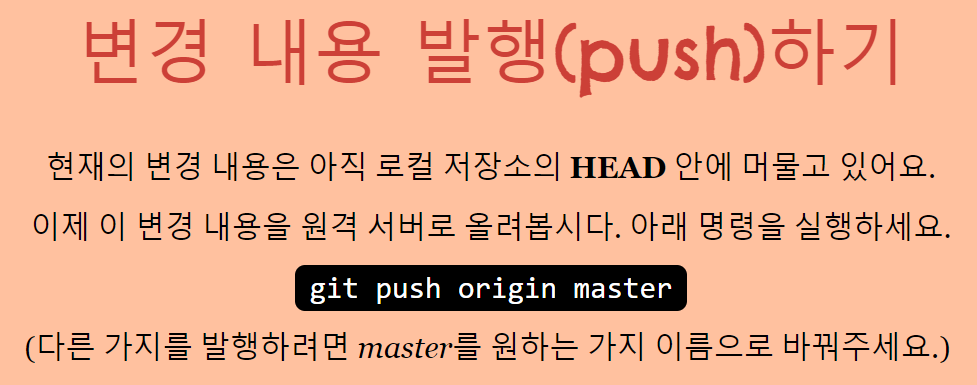 변경 내용 발행(push)하기
현재의 변경 내용은 아직 로컬 저장소의 HEAD 안에 머물고 있어요.
이제 이 변경 내용을 원격 서버로 올려봅시다. 아래 명령을 실행하세요.
git push origin master
(다른 가지를 발행하려면 master를 원하는 가지 이름으로 바꿔주세요.)